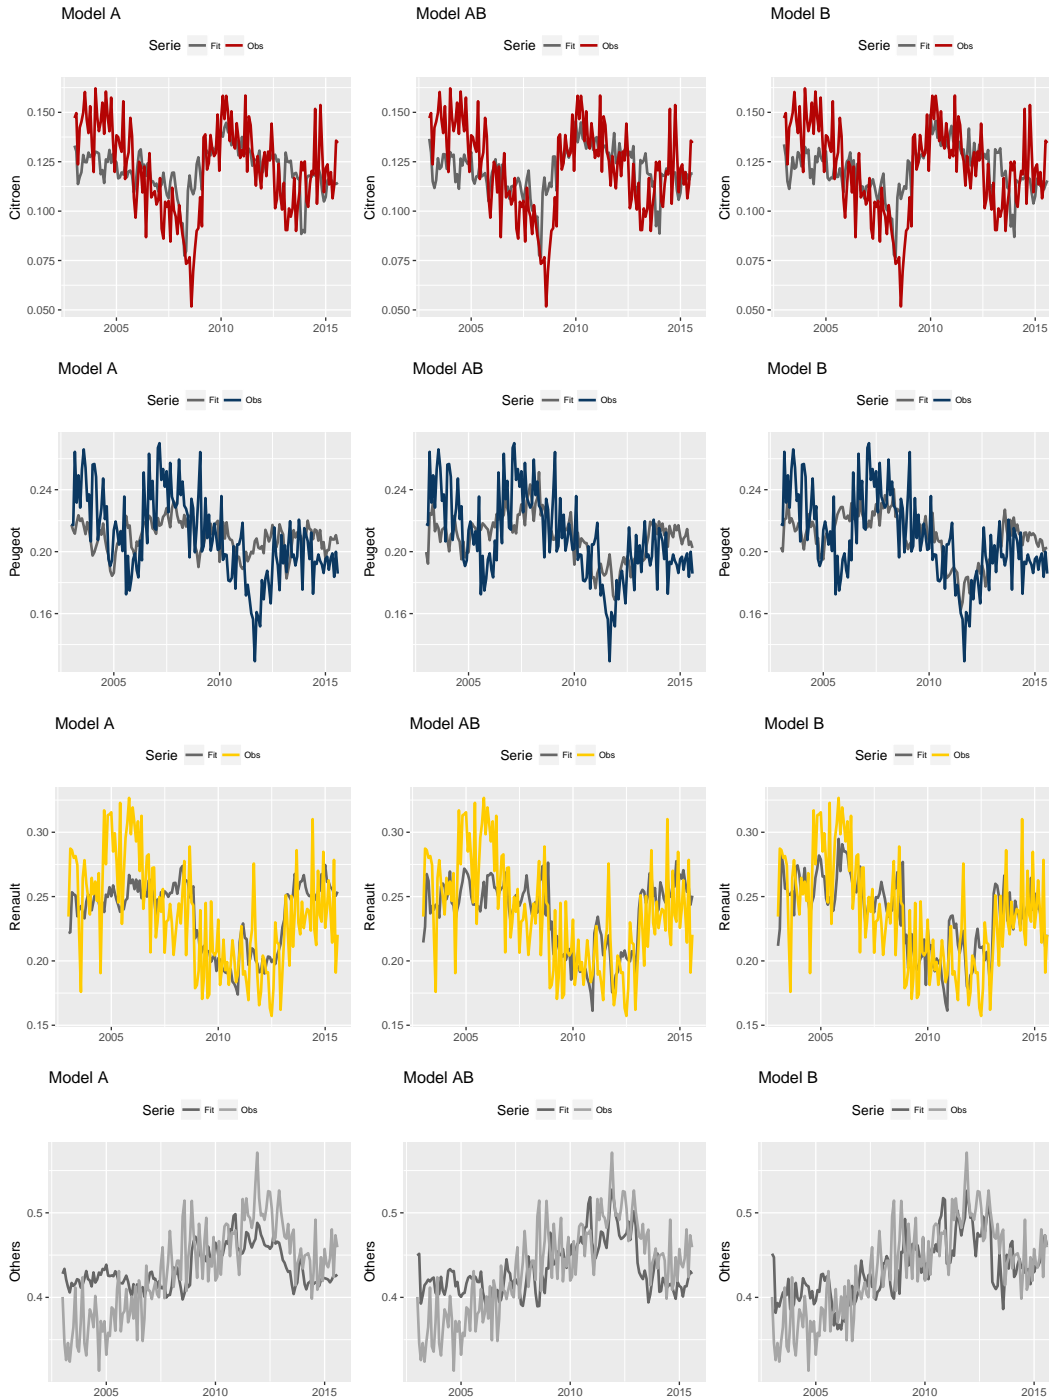 Model A
Model AB
Model B
Serie Fit Obs
Serie Fit Obs
Serie Fit Obs
Citroen
0.150
0.125
0.100
0.075
0.050
2005 2010 2015
Citroen
0.150
0.125
0.100
0.075
0.050
2005 2010 2015
Citroen
0.150
0.125
0.100
0.075
0.050
2005 2010 2015
Model A
Model AB
Model B
Serie Fit Obs
Serie Fit Obs
Serie Fit Obs
Peugeot
0.24
0.20
0.16
2005 2010 2015
Peugeot
0.24
0.20
0.16
2005 2010 2015
Peugeot
0.24
0.20
0.16
2005 2010 2015
Model A
Model AB
Model B
Serie Fit Obs
Serie Fit Obs
Serie Fit Obs
Renault
0.30
0.25
0.20
0.15
2005 2010 2015
Renault
0.30
0.25
0.20
0.15
2005 2010 2015
Renault
0.30
0.25
0.20
0.15
2005 2010 2015
Model A
Model AB
Model B
Serie Fit Obs
Serie Fit Obs
Serie Fit Obs
Others
0.5
0.4
2005 2010 2015
Others
0.5
0.4
2005 2010 2015
Others
0.5
0.4
2005 2010 2015